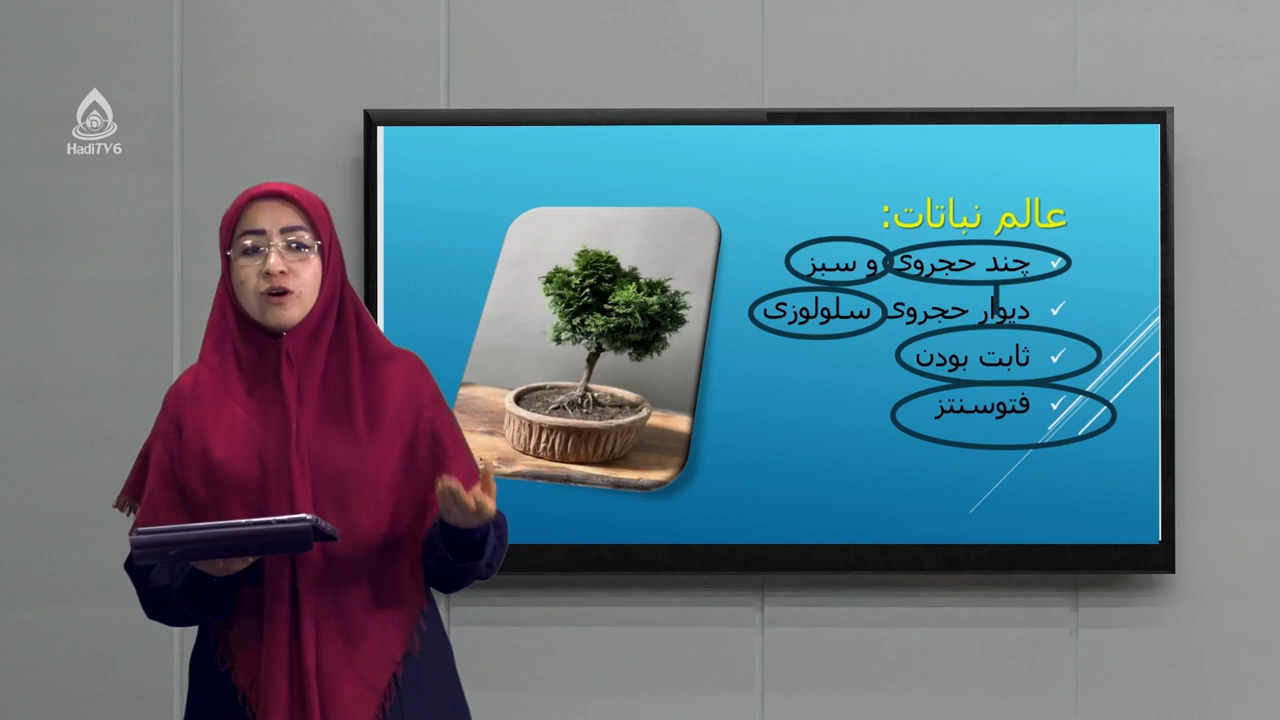 HadiTV6
عالم نباتات:
چند حجروی و سبز
دیوار حجروی سلولوزی
ثابت بودن
فتوسنتز